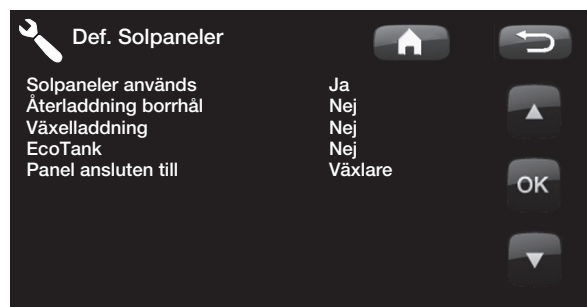 Def. Solpaneler
Solpaneler används Ja
Återladdning borrhål Nej
Växelladdning Nej
EcoTank Nej
Panel ansluten till Växlare
OK